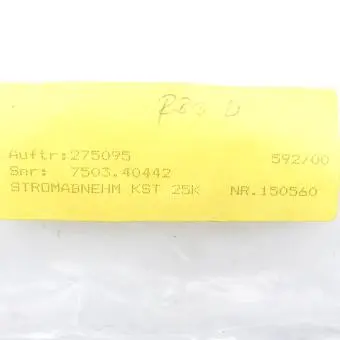 Auftr:275095 592/00
Snr: 7503.40442
STROMABNEHM KST 25K NR.150560